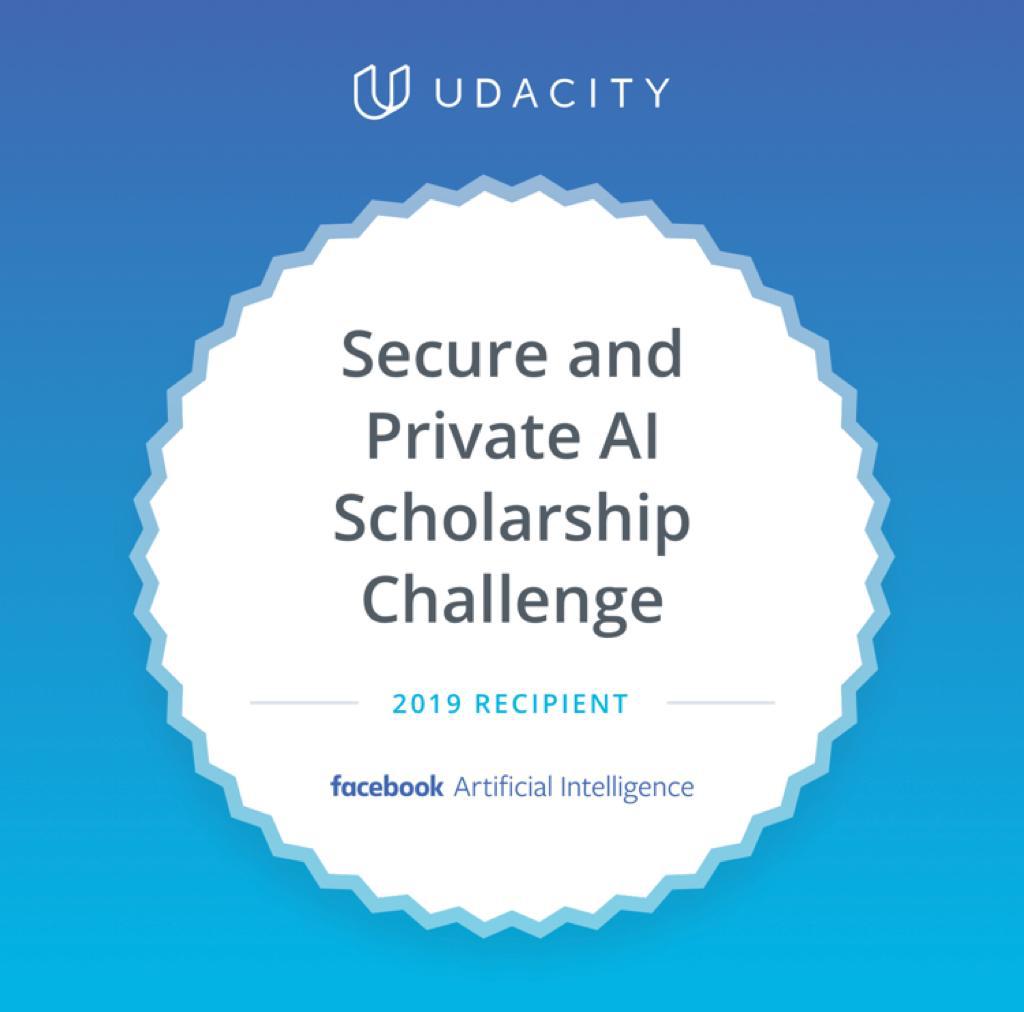 UDACITY
Secure and
Private AI
Scholarship
Challenge
2019 RECIPIENT
facebook Artificial Intelligence